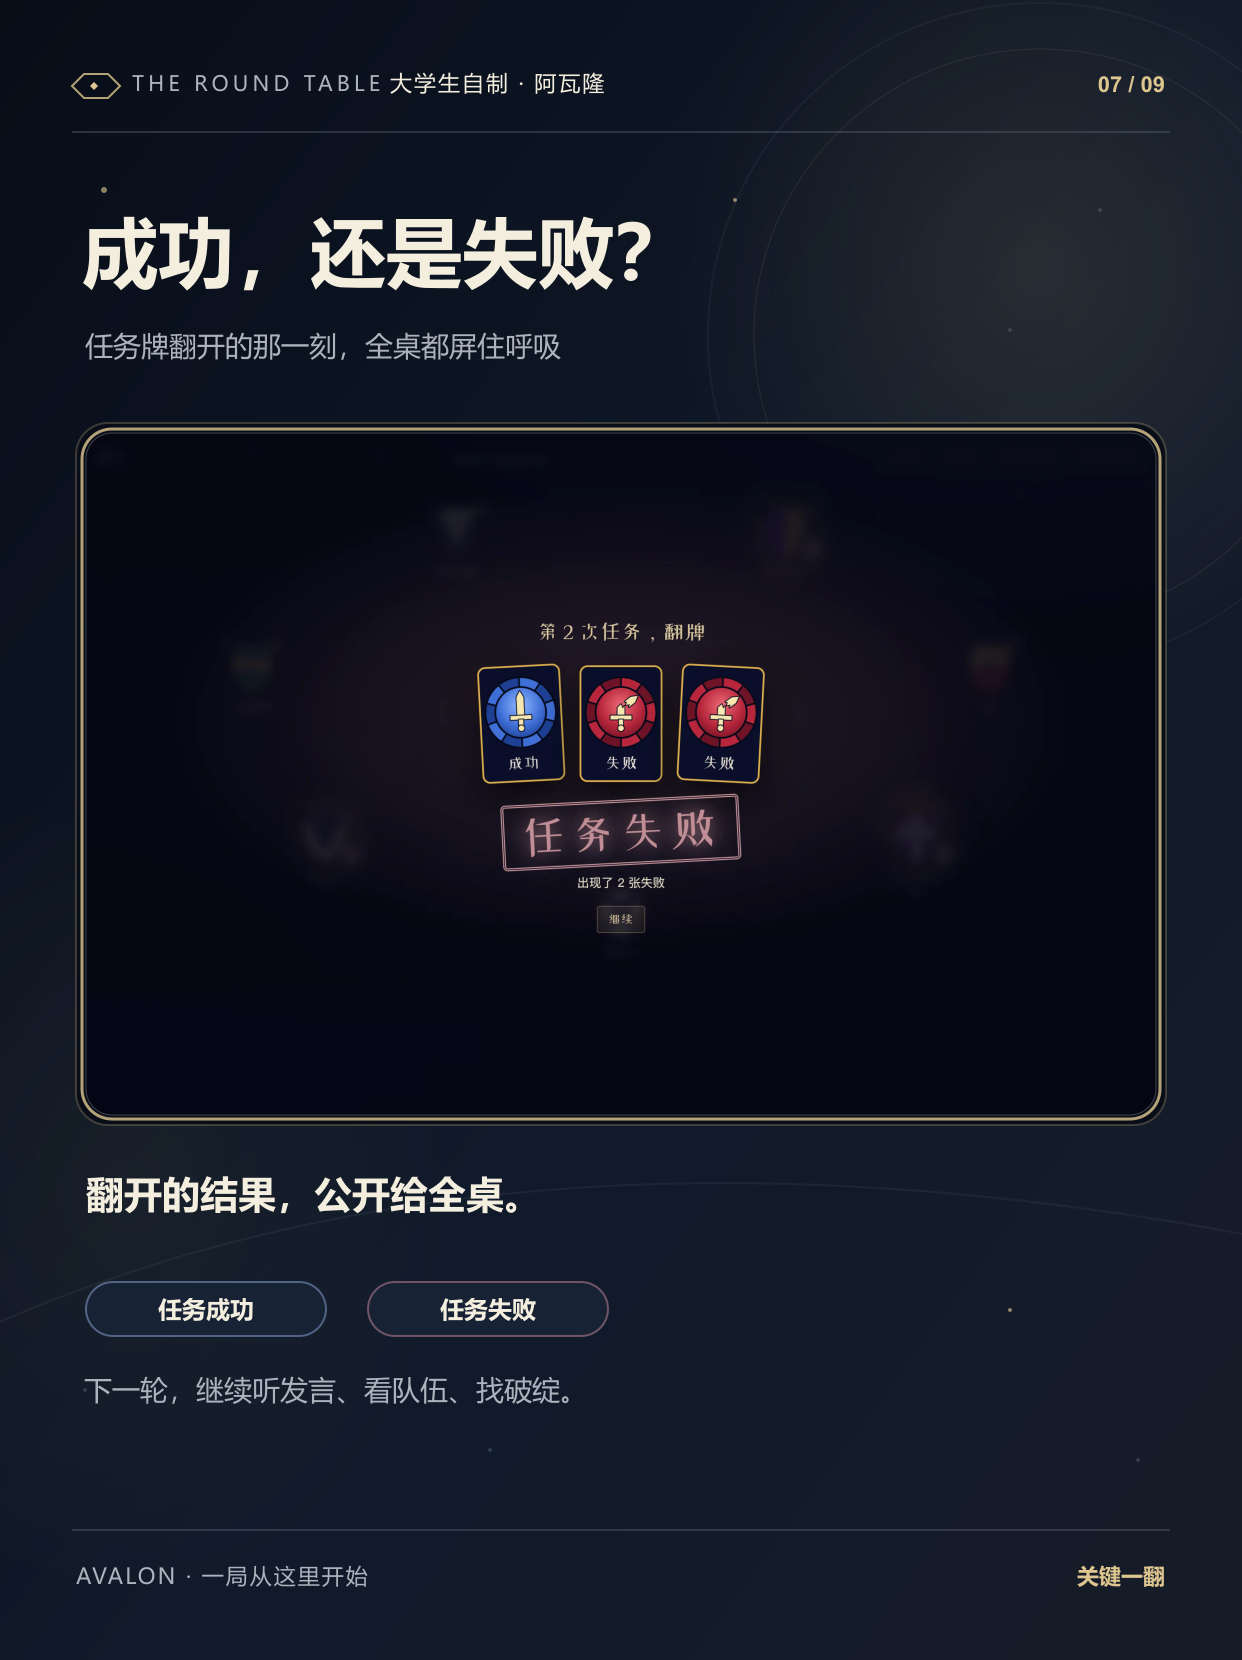 THE ROUND TABLE 大学生自制 · 阿瓦隆
07 / 09
成功，还是失败？
任务牌翻开的那一刻，全桌都屏住呼吸
第 2 次任务，翻牌
成功
失败
失败
任务失败
出现了 2 张失败
继续
翻开的结果，公开给全桌。
任务成功
任务失败
下一轮，继续听发言、看队伍、找破绽。
AVALON · 一局从这里开始
关键一翻